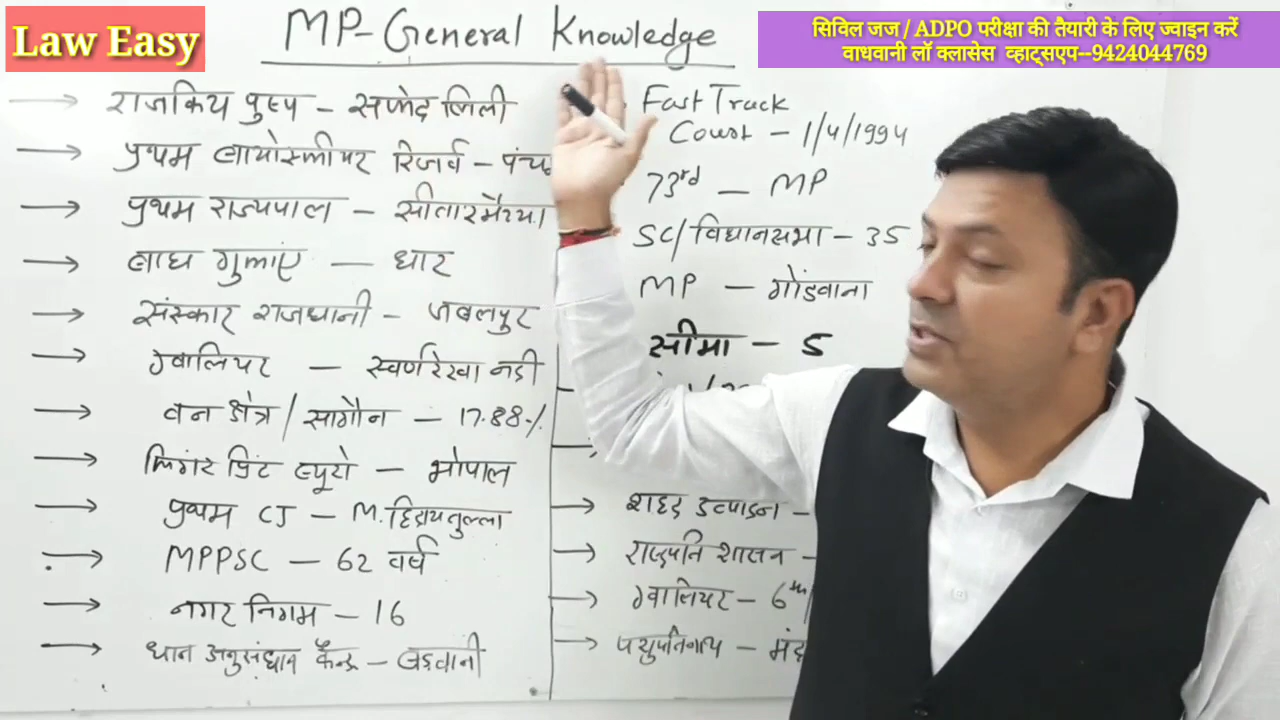 Law Easy
MP-General Knowledge
सिविल जज / ADPO परीक्षा की तैयारी के लिए ज्वाइन करें
वाधवानी लॉ क्लासेस व्हाट्सएप--9424044769
राजकिय पुष्प - सफेद लिली
प्रथम बायोस्फीयर रिजर्व - पंच
प्रथम राज्यपाल - सीतारमैय्या
बाघ गुफाएं - धार
संस्कार राजधानी - जबलपुर
ग्वालियर - स्वर्णरेखा नदी
वन क्षेत्र / सागौन - 17.88%
फिंगर प्रिंट ब्यूरो - भोपाल
प्रथम CJ - M. हिदायतुल्ला
MPPSC - 62 वर्ष
नगर निगम - 16
धान अनुसंधान केन्द्र - बड़वानी
Fast Track
Court - 1/4/1994
73rd - MP
SC/ विधानसभा - 35
MP - गोंडवाना
सीमा - 5
शहद उत्पादन -
राष्ट्रपति शासन -
ग्वालियर - 6th/
पशुपतिनाथ - मंद